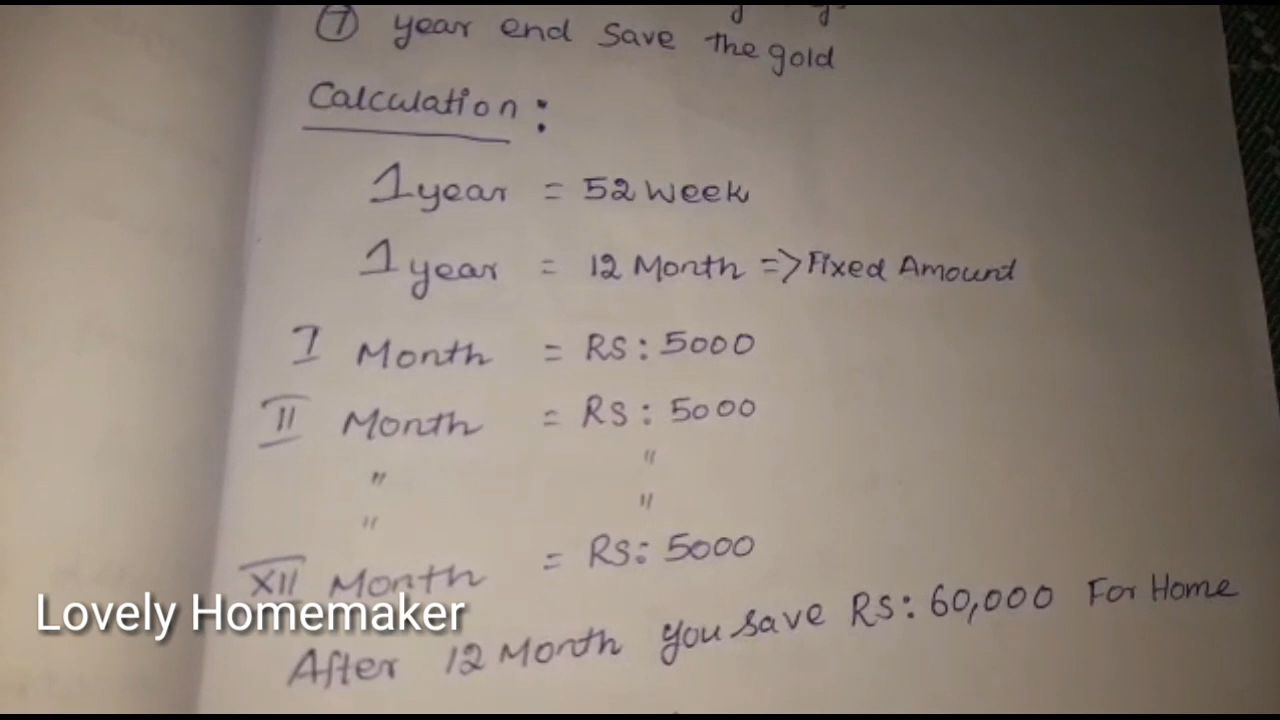 ⑦ year end save the gold
Calculation :
1 year = 52 week
1 year = 12 Month => Fixed Amount
I Month = RS : 5000
II Month = RS : 5000
" "
" "
XII Month = RS: 5000
Lovely Homemaker
After 12 Month you save RS: 60,000 For Home